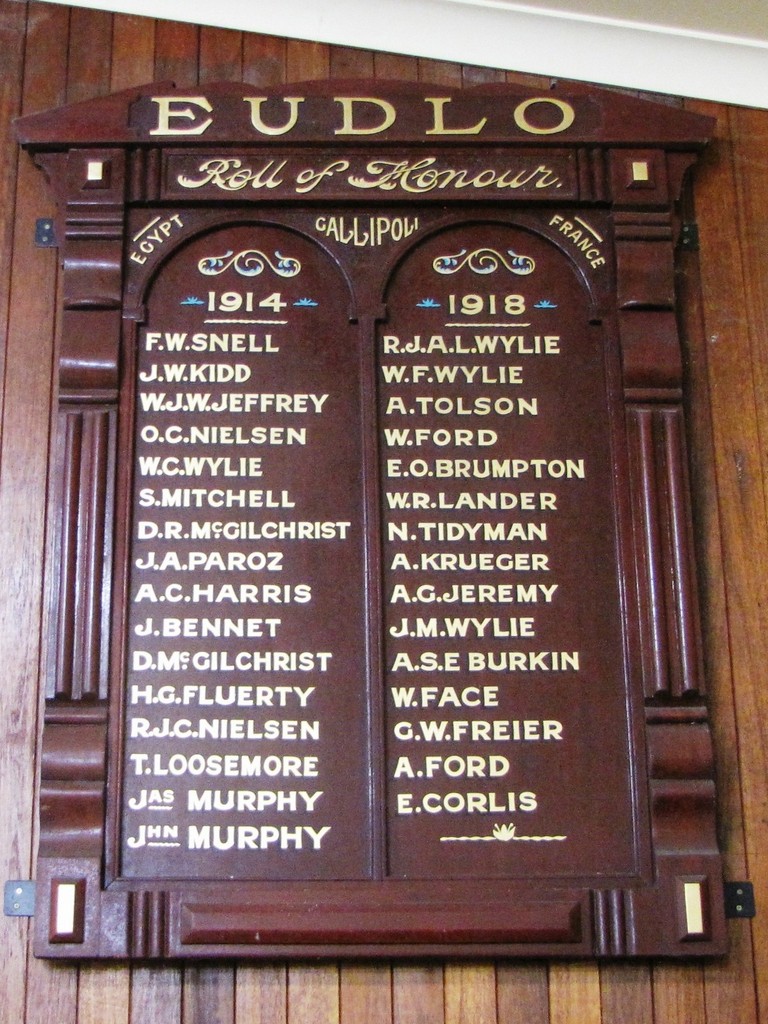 EUDLO
Roll of Honour.
EGYPT GALLIPOLI FRANCE
1914
F.W.SNELL
J.W.KIDD
W.J.W.JEFFREY
O.C.NIELSEN
W.C.WYLIE
S.MITCHELL
D.R.McGILCHRIST
J.A.PAROZ
A.C.HARRIS
J.BENNET
D.McGILCHRIST
H.G.FLUERTY
R.J.C.NIELSEN
T.LOOSEMORE
JAS MURPHY
JHN MURPHY
1918
R.J.A.L.WYLIE
W.F.WYLIE
A.TOLSON
W.FORD
E.O.BRUMPTON
W.R.LANDER
N.TIDYMAN
A.KRUEGER
A.G.JEREMY
J.M.WYLIE
A.S.E BURKIN
W.FACE
G.W.FREIER
A.FORD
E.CORLIS